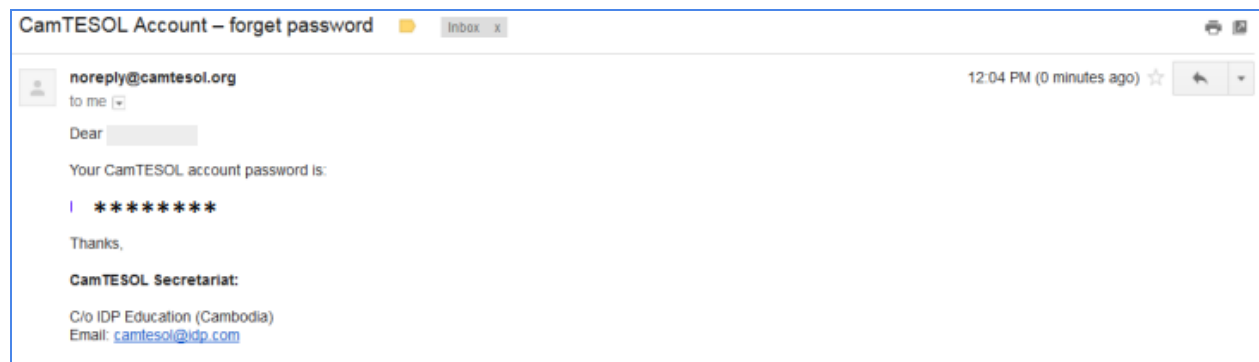 CamTESOL Account – forget password
Inbox x
noreply@camtesol.org
12:04 PM (0 minutes ago)
to me
Dear
Your CamTESOL account password is:
* * * * * * * *
Thanks,
CamTESOL Secretariat:
C/o IDP Education (Cambodia)
Email: camtesol@idp.com